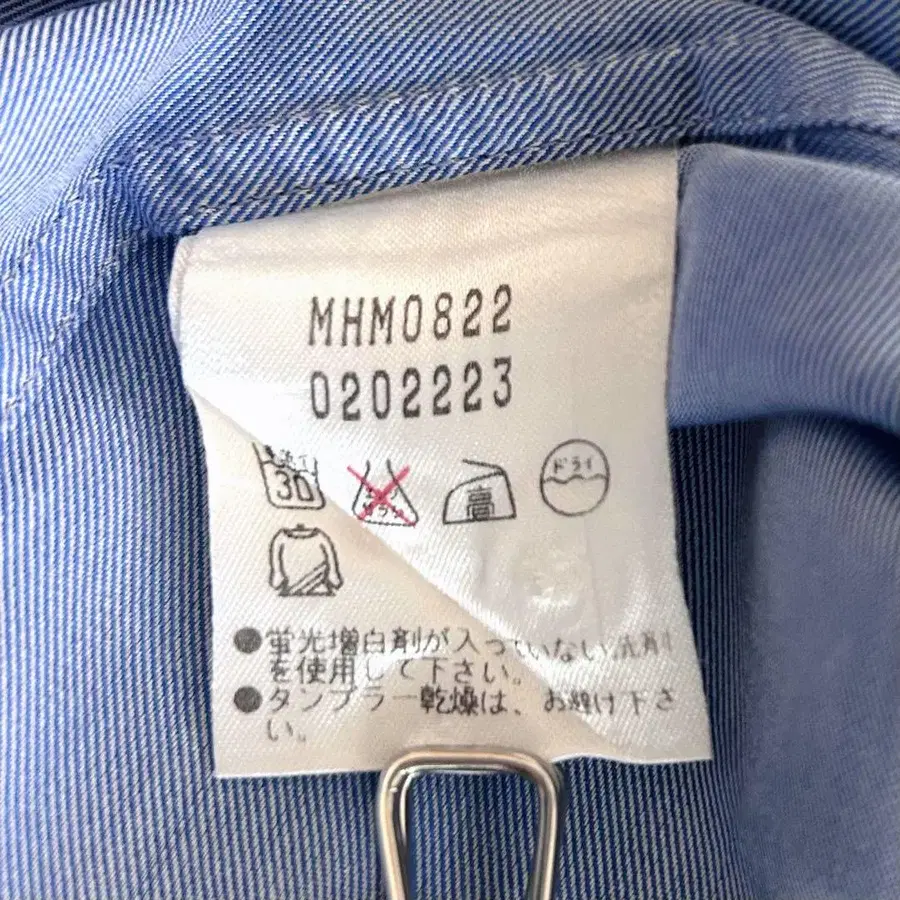 MHM0822
0202223
30
高
ドライ
●蛍光増白剤が入っていない洗剤
を使用して下さい。
●タンブラー乾燥は、お避け下さ
い。